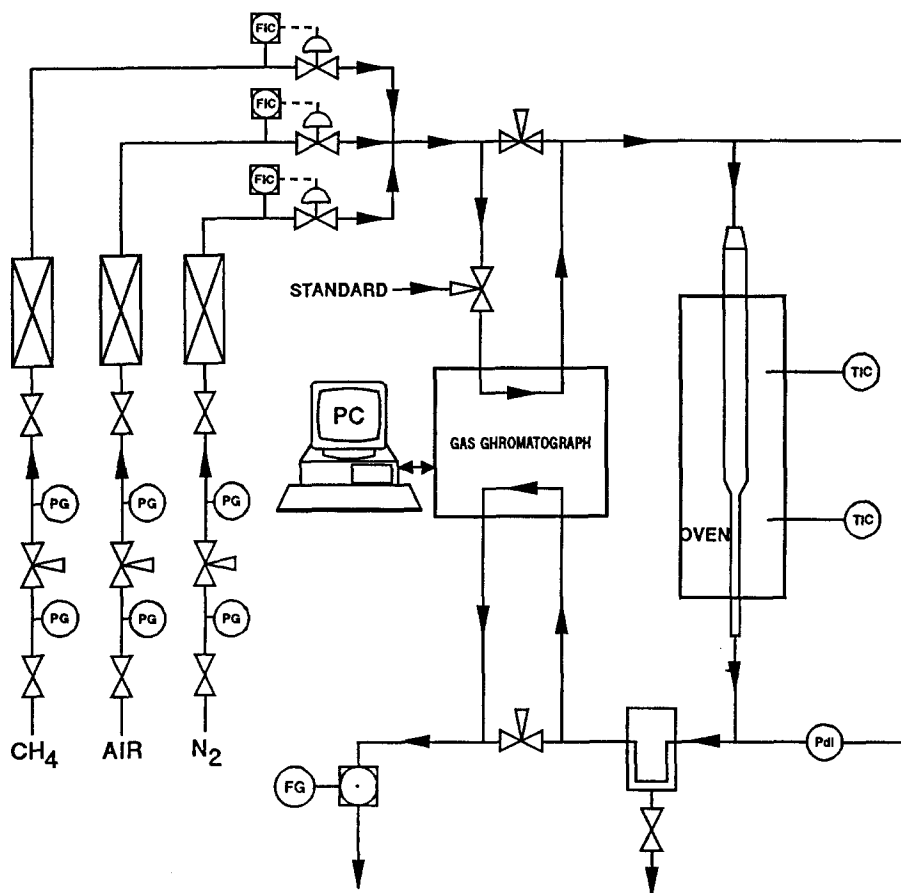 FIC
FIC
FIC
STANDARD
PC
GAS GHROMATOGRAPH
TIC
TIC
OVEN
PG
PG
PG
PG
PG
PG
CH4
AIR
N2
FG
PdI